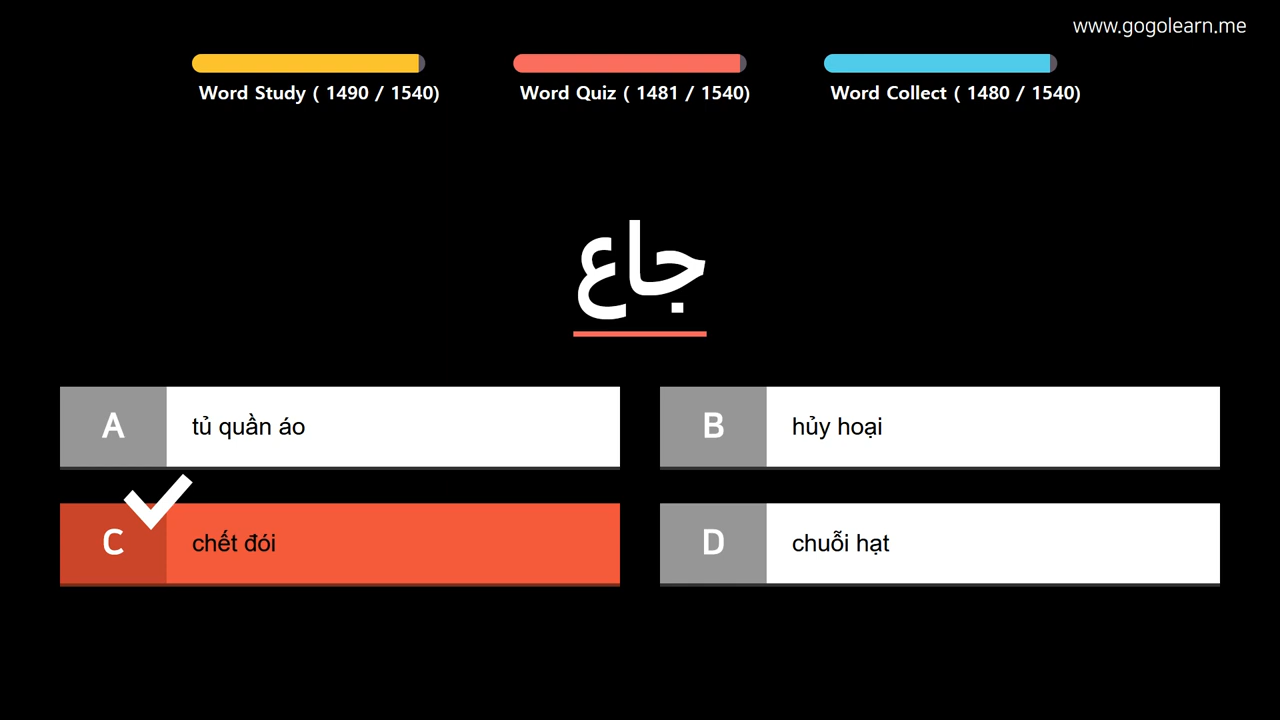 www.gogolearn.me
Word Study ( 1490 / 1540)
Word Quiz ( 1481 / 1540)
Word Collect ( 1480 / 1540)
جاع
A tủ quần áo
B hủy hoại
C chết đói
D chuỗi hạt